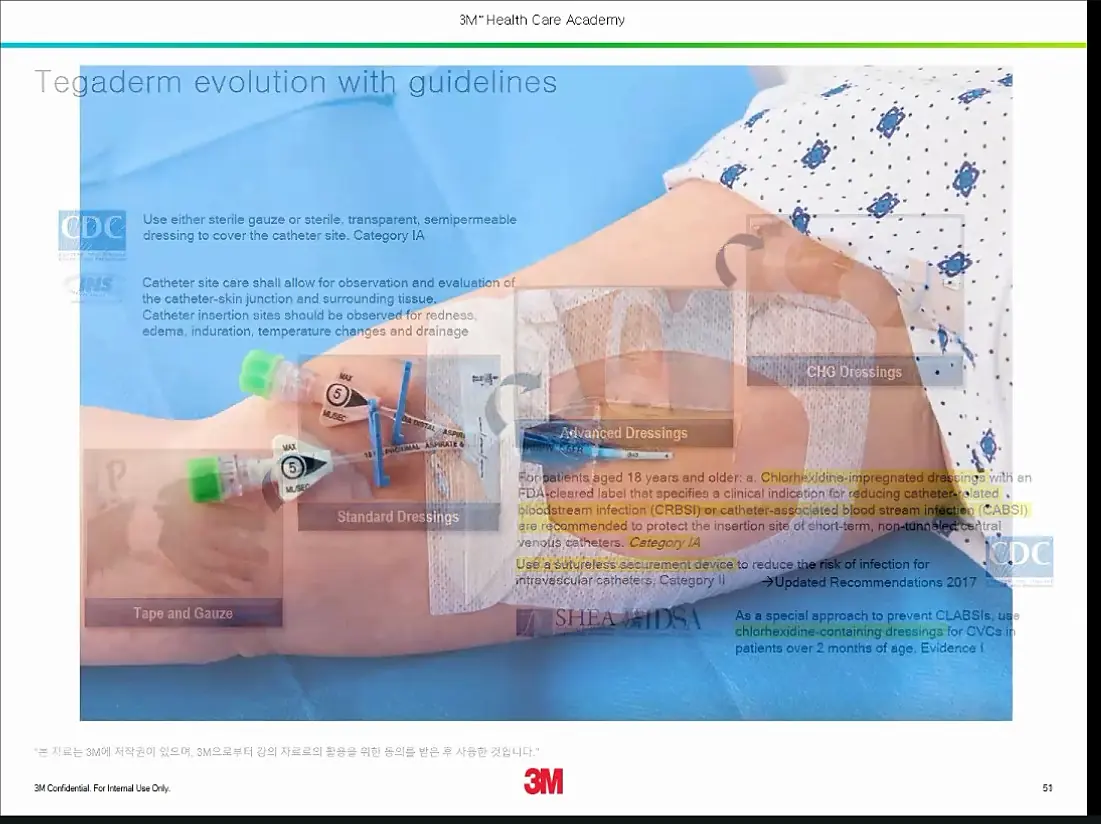 3M™ Health Care Academy
Tegaderm evolution with guidelines
CDC
Use either sterile gauze or sterile, transparent, semipermeable
dressing to cover the catheter site. Category IA
INS
Catheter site care shall allow for observation and evaluation of
the catheter-skin junction and surrounding tissue.
Catheter insertion sites should be observed for redness,
edema, induration, temperature changes and drainage
MAX
5
ML/SEC
MAX
5
ML/SEC
CHG Dressings
Advanced Dressings
Standard Dressings
Tape and Gauze
For patients aged 18 years and older: a. Chlorhexidine-impregnated dressings with an
FDA-cleared label that specifies a clinical indication for reducing catheter-related
bloodstream infection (CRBSI) or catheter-associated blood stream infection (CABSI)
are recommended to protect the insertion site of short-term, non-tunneled central
venous catheters. Category IA
Use a sutureless securement device to reduce the risk of infection for
intravascular catheters. Category II
→Updated Recommendations 2017
CDC
SHEA IDSA
As a special approach to prevent CLABSIs, use
chlorhexidine-containing dressings for CVCs in
patients over 2 months of age. Evidence I
"본 자료는 3M에 저작권이 있으며, 3M으로부터 강의 자료로의 활용을 위한 동의를 받은 후 사용한 것입니다."
3M Confidential. For Internal Use Only.
3M
51